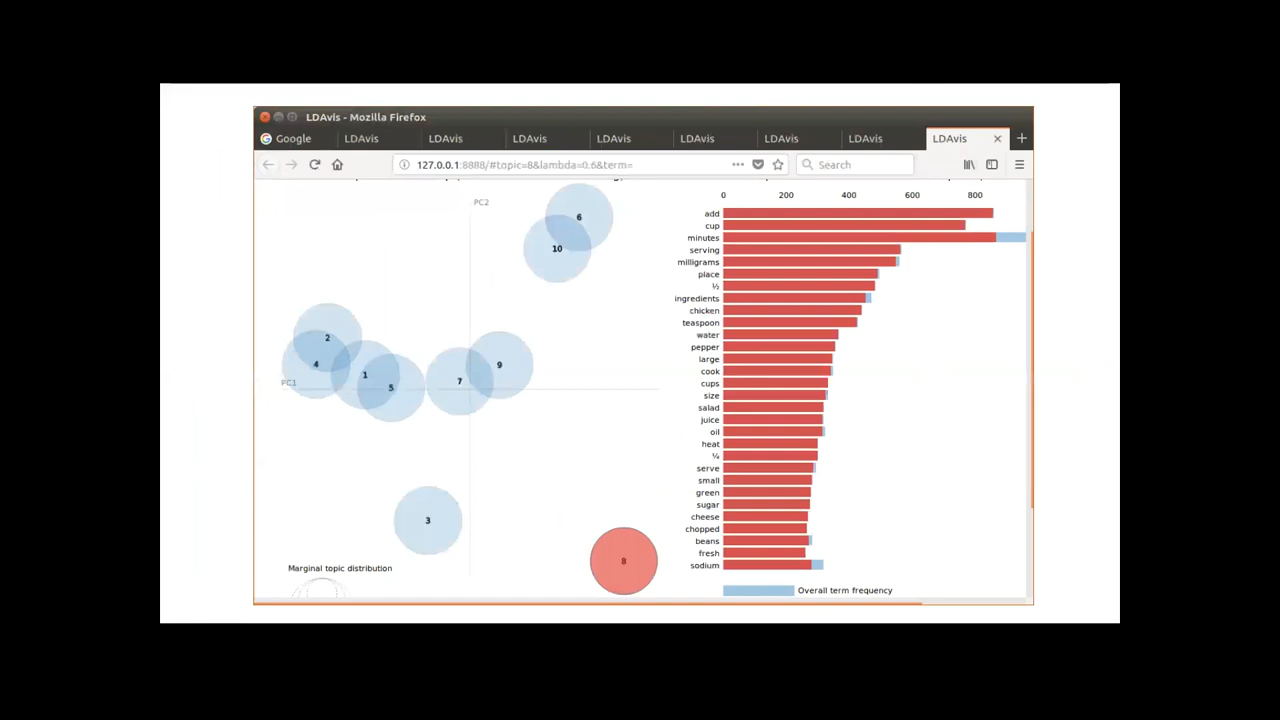 LDAvis - Mozilla Firefox
Google LDAvis LDAvis LDAvis LDAvis LDAvis LDAvis LDAvis LDAvis
127.0.0.1:8888/#topic=8&lambda=0.6&term=
Search
PC2
6
10
2
4
1
5
7
9
PC1
3
8
Marginal topic distribution
0 200 400 600 800
add
cup
minutes
serving
milligrams
place
½
ingredients
chicken
teaspoon
water
pepper
large
cook
cups
size
salad
juice
oil
heat
¼
serve
small
green
sugar
cheese
chopped
beans
fresh
sodium
Overall term frequency